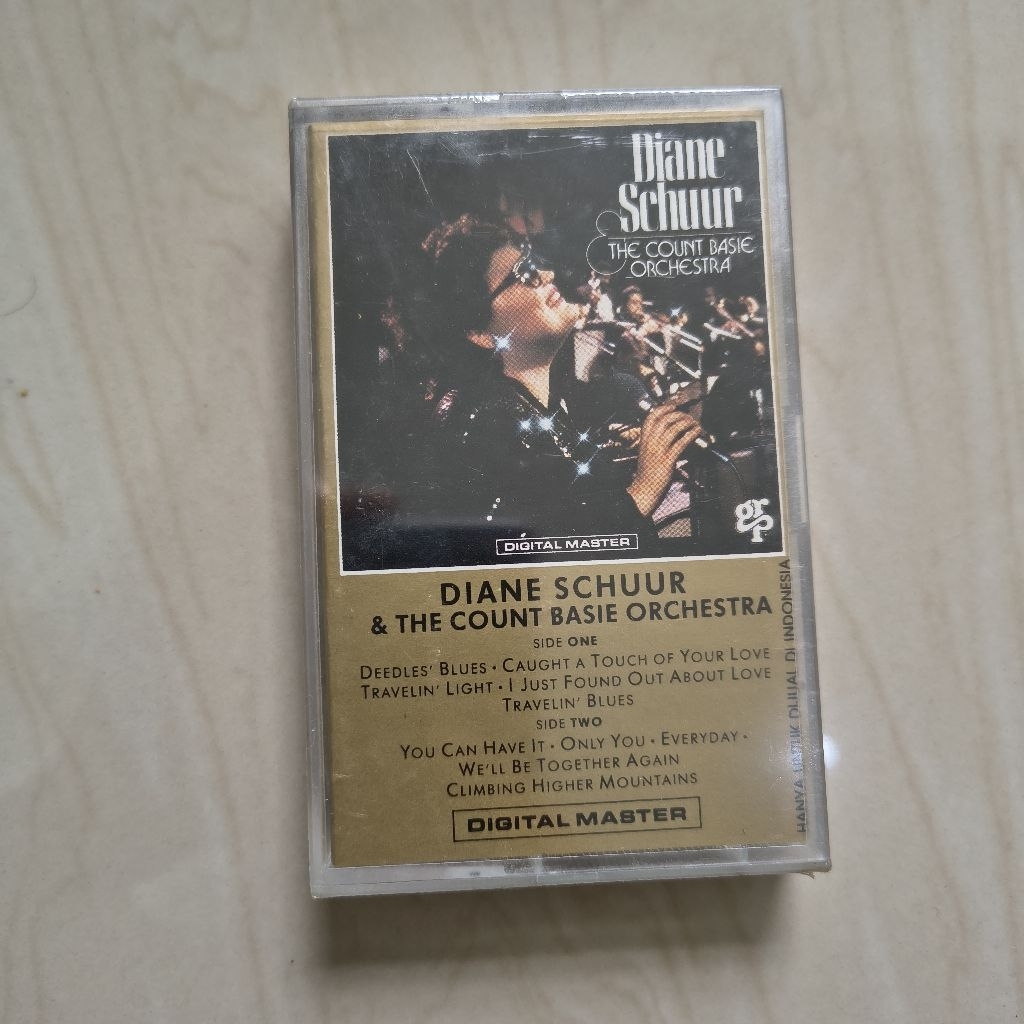 Diane
Schuur
& THE COUNT BASIE
ORCHESTRA
grp
DIGITAL MASTER
DIANE SCHUUR
& THE COUNT BASIE ORCHESTRA
SIDE ONE
DEEDLES' BLUES • CAUGHT A TOUCH OF YOUR LOVE
TRAVELIN' LIGHT • I JUST FOUND OUT ABOUT LOVE
TRAVELIN' BLUES
SIDE TWO
YOU CAN HAVE IT • ONLY YOU • EVERYDAY •
WE'LL BE TOGETHER AGAIN
CLIMBING HIGHER MOUNTAINS
DIGITAL MASTER
HANYA UNTUK DIJUAL DI INDONESIA